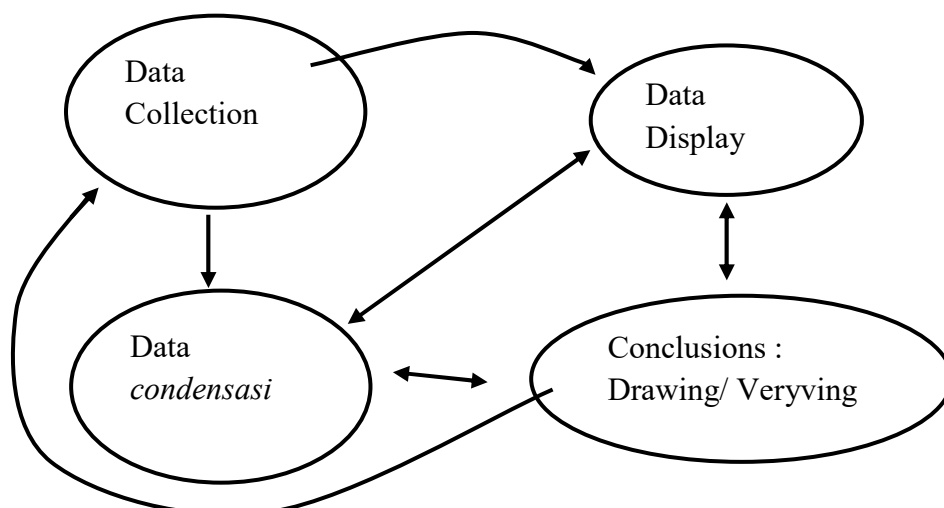 Data
Collection
Data
Display
Data
condensasi
Conclusions :
Drawing/ Veryving